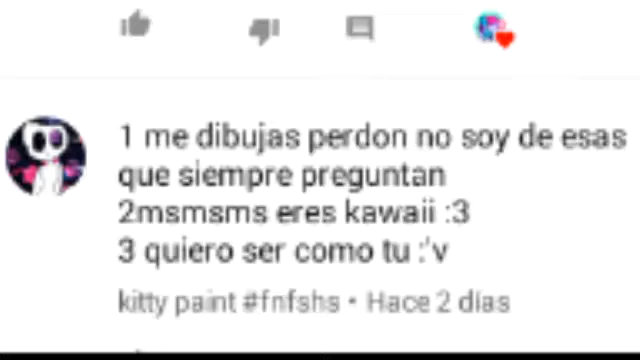 1 me dibujas perdon no soy de esas
que siempre preguntan
2msmsms eres kawaii :3
3 quiero ser como tu :'v
kitty paint #fnfshs • Hace 2 días